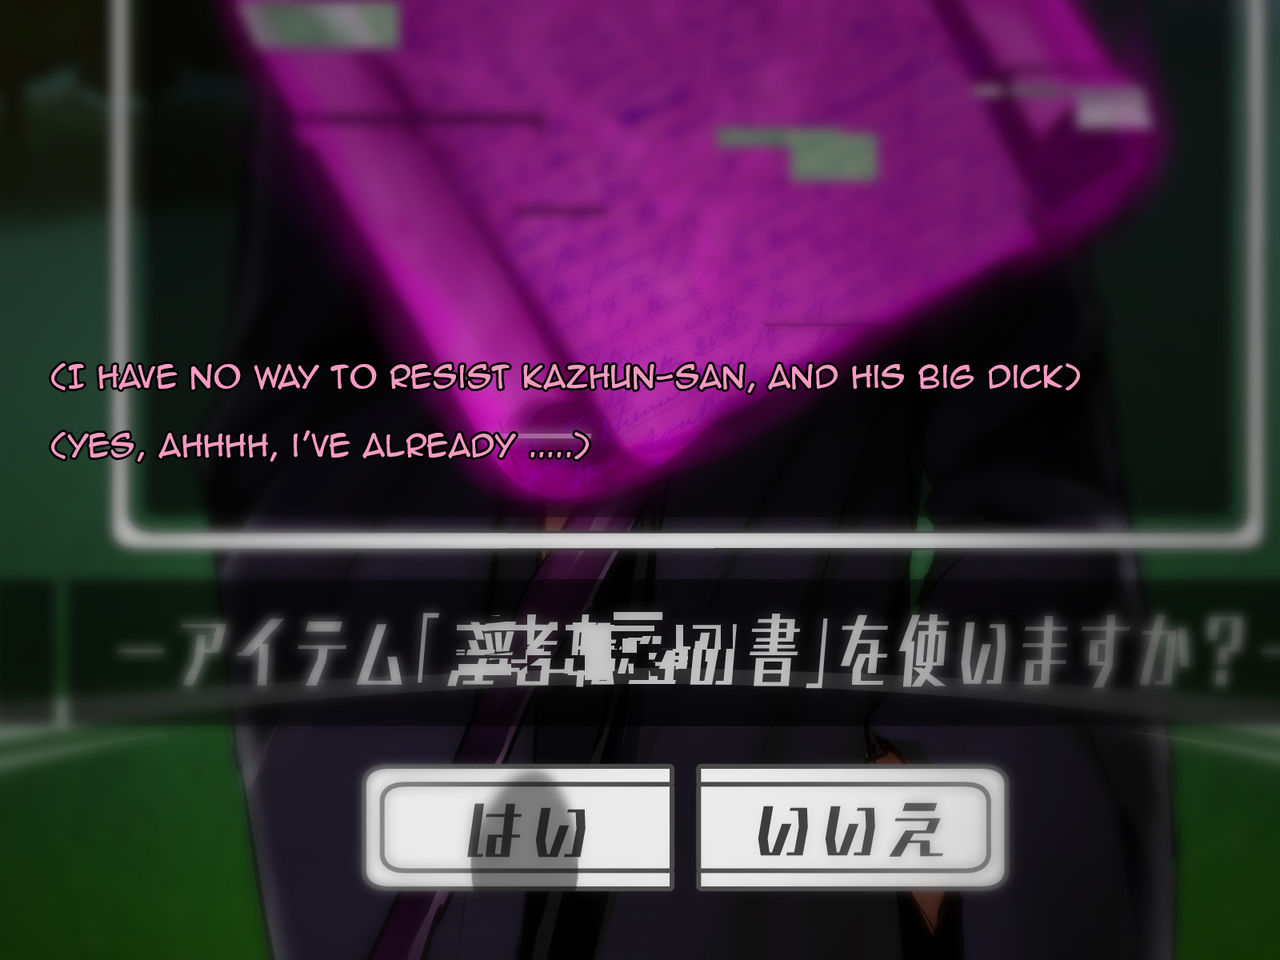 (I HAVE NO WAY TO RESIST KAZHUN-SAN, AND HIS BIG DICK)
(YES, AHHHH, I'VE ALREADY .....)
ーアイテム「書」を使いますか?ー
はい
いいえ